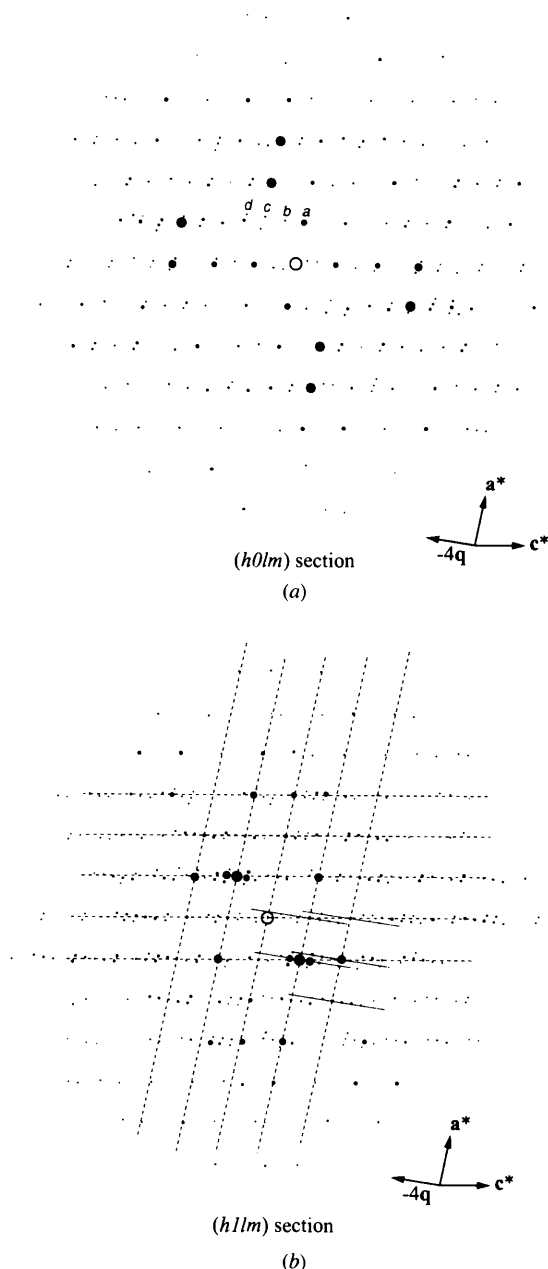 d c b a
a*
-4q
c*
(h0lm) section
(a)
a*
-4q
c*
(h1lm) section
(b)